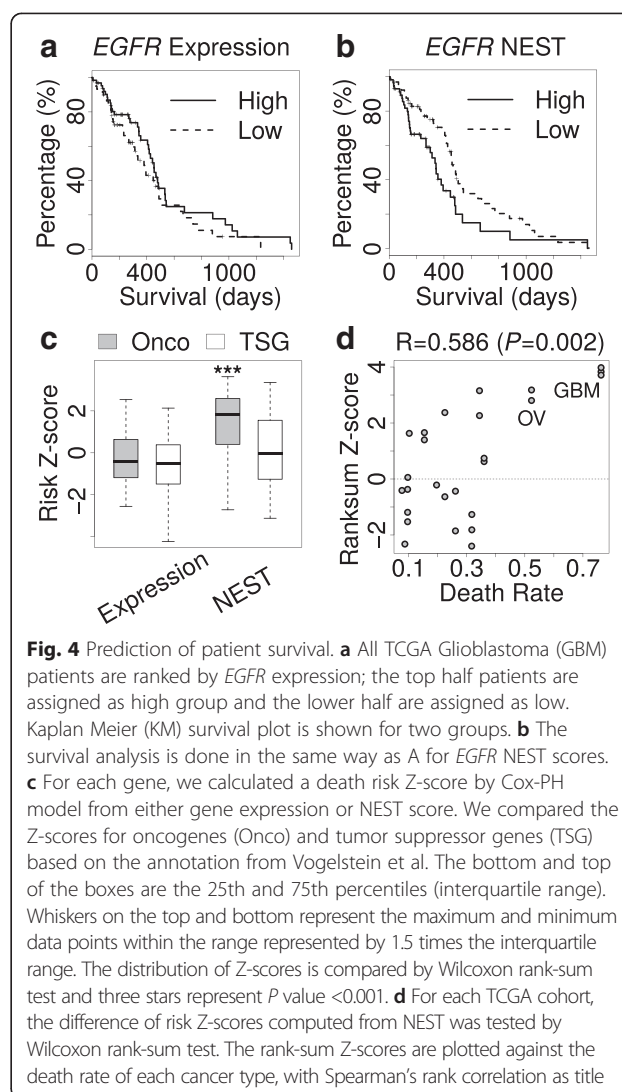 a EGFR Expression
b EGFR NEST
Percentage (%)
80
40
0
High
Low
0 400 1000
Survival (days)
Percentage (%)
80
40
0
High
Low
0 400 1000
Survival (days)
c Onco TSG
***
Risk Z-score
2
0
−2
Expression
NEST
d R=0.586 (P=0.002)
Ranksum Z-score
4
2
0
−2
GBM
OV
0.1 0.3 0.5 0.7
Death Rate
Fig. 4 Prediction of patient survival. a All TCGA Glioblastoma (GBM)
patients are ranked by EGFR expression; the top half patients are
assigned as high group and the lower half are assigned as low.
Kaplan Meier (KM) survival plot is shown for two groups. b The
survival analysis is done in the same way as A for EGFR NEST scores.
c For each gene, we calculated a death risk Z-score by Cox-PH
model from either gene expression or NEST score. We compared the
Z-scores for oncogenes (Onco) and tumor suppressor genes (TSG)
based on the annotation from Vogelstein et al. The bottom and top
of the boxes are the 25th and 75th percentiles (interquartile range).
Whiskers on the top and bottom represent the maximum and minimum
data points within the range represented by 1.5 times the interquartile
range. The distribution of Z-scores is compared by Wilcoxon rank-sum
test and three stars represent P value <0.001. d For each TCGA cohort,
the difference of risk Z-scores computed from NEST was tested by
Wilcoxon rank-sum test. The rank-sum Z-scores are plotted against the
death rate of each cancer type, with Spearman's rank correlation as title